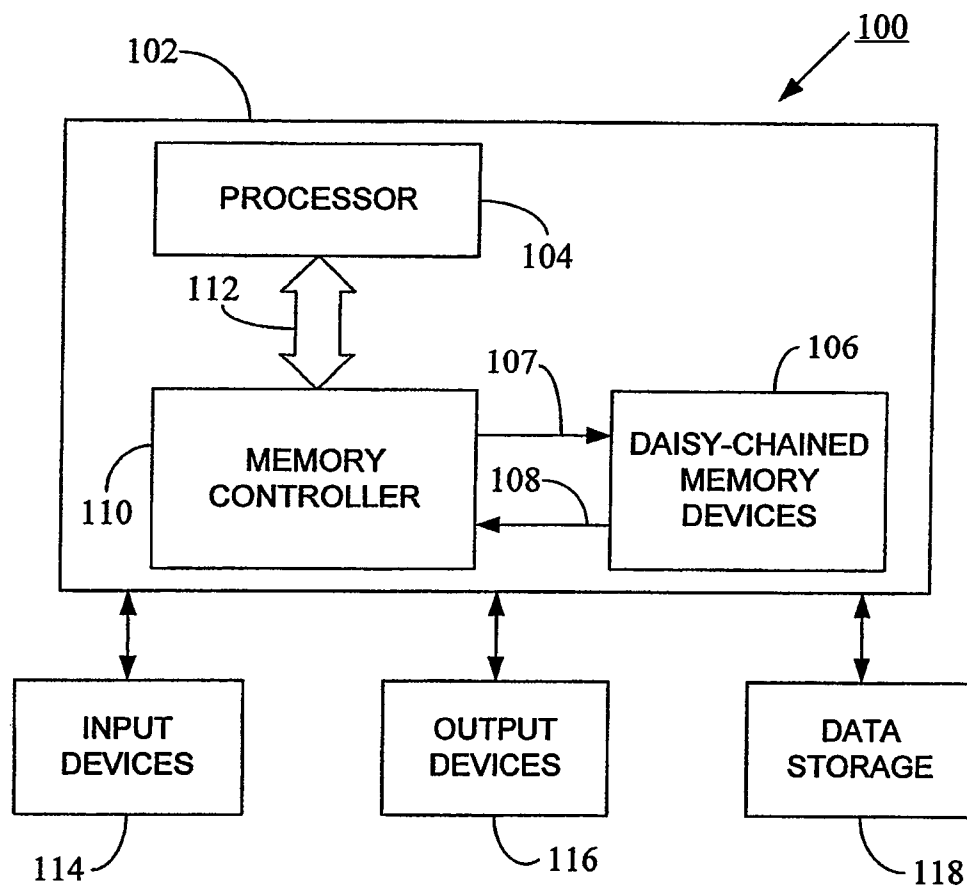 100
102
PROCESSOR
104
112
107
106
MEMORY
CONTROLLER
110
108
DAISY-CHAINED
MEMORY
DEVICES
INPUT
DEVICES
OUTPUT
DEVICES
DATA
STORAGE
114
116
118